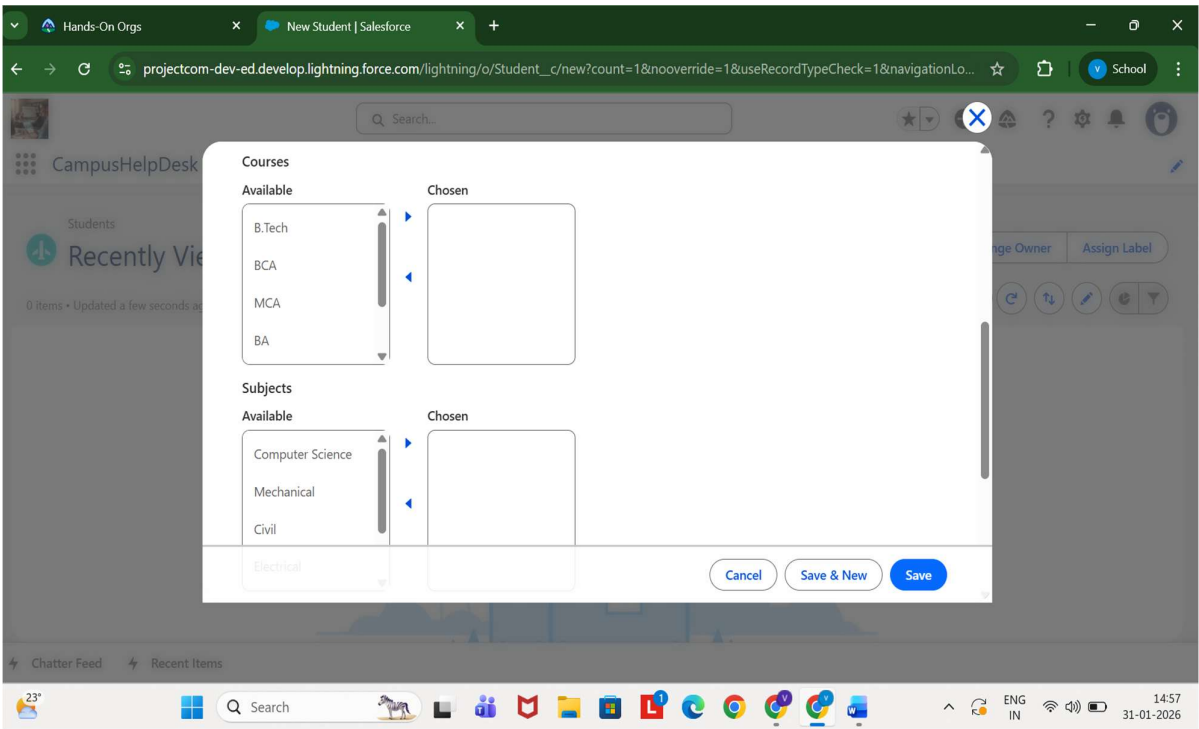 Hands-On Orgs
New Student | Salesforce
projectcom-dev-ed.develop.lightning.force.com/lightning/o/Student__c/new?count=1&nooverride=1&useRecordTypeCheck=1&navigationLo...
V School
Search...
CampusHelpDesk
Students
Recently Vie
0 items • Updated a few seconds ag
nge Owner
Assign Label
Courses
Available
Chosen
B.Tech
BCA
MCA
BA
Subjects
Available
Chosen
Computer Science
Mechanical
Civil
Electrical
Cancel
Save & New
Save
Chatter Feed
Recent Items
23°
Search
1
V
V
ENG
IN
14:57
31-01-2026